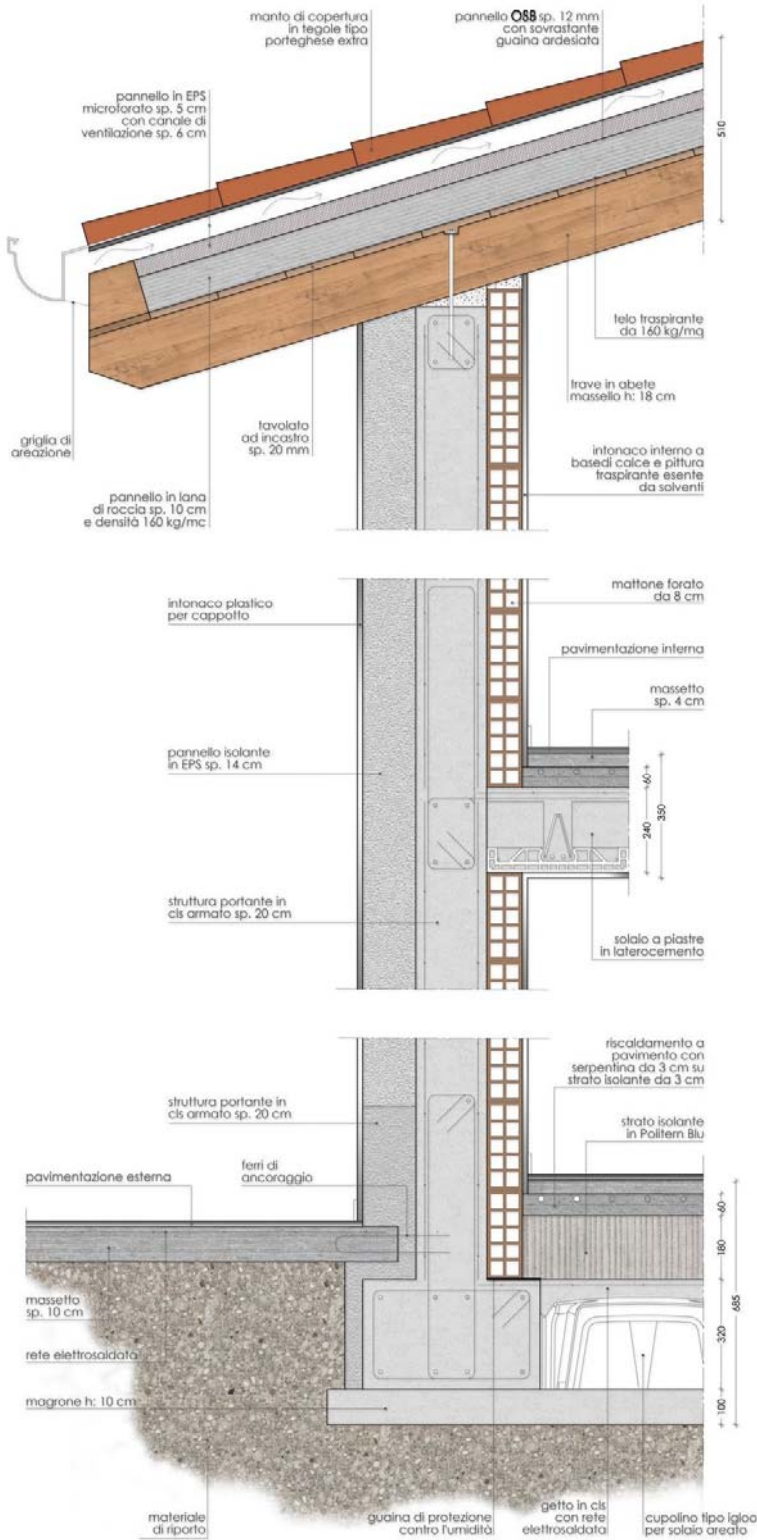 manto di copertura
in tegole tipo
porteghese extra
pannello OSB sp. 12 mm
con sovrastante
guaina ardesiata
pannello in EPS
microforato sp. 5 cm
con canale di
ventilazione sp. 6 cm
510
telo traspirante
da 160 kg/mq
trave in abete
massello h: 18 cm
griglia di
areazione
tavolato
ad incastro
sp. 20 mm
intonaco interno a
basedi calce e pittura
traspirante esente
da solventi
pannello in lana
di roccia sp. 10 cm
e densità 160 kg/mc
intonaco plastico
per cappotto
mattone forato
da 8 cm
pavimentazione interna
massetto
sp. 4 cm
pannello isolante
in EPS sp. 14 cm
60
240
350
struttura portante in
cls armato sp. 20 cm
solaio a piastre
in laterocemento
riscaldamento a
pavimento con
serpentina da 3 cm su
strato isolante da 3 cm
struttura portante in
cls armato sp. 20 cm
strato isolante
in Politern Blu
pavimentazione esterna
ferri di
ancoraggio
60
180
320
100
685
massetto
sp. 10 cm
rete elettrosaldata
magrone h: 10 cm
materiale
di riporto
guaina di protezione
contro l'umidità
getto in cls
con rete
elettrosaldata
cupolino tipo igloo
per solaio areato